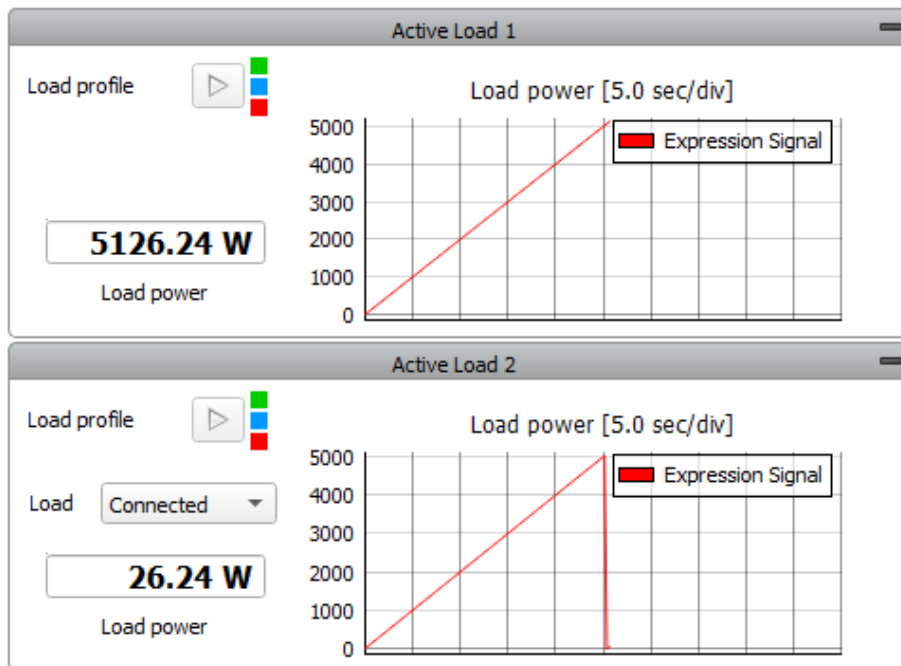 Active Load 1
Load profile
Load power [5.0 sec/div]
5000
4000
3000
2000
1000
0
Expression Signal
5126.24 W
Load power
Active Load 2
Load profile
Load power [5.0 sec/div]
5000
4000
3000
2000
1000
0
Expression Signal
Load Connected
26.24 W
Load power